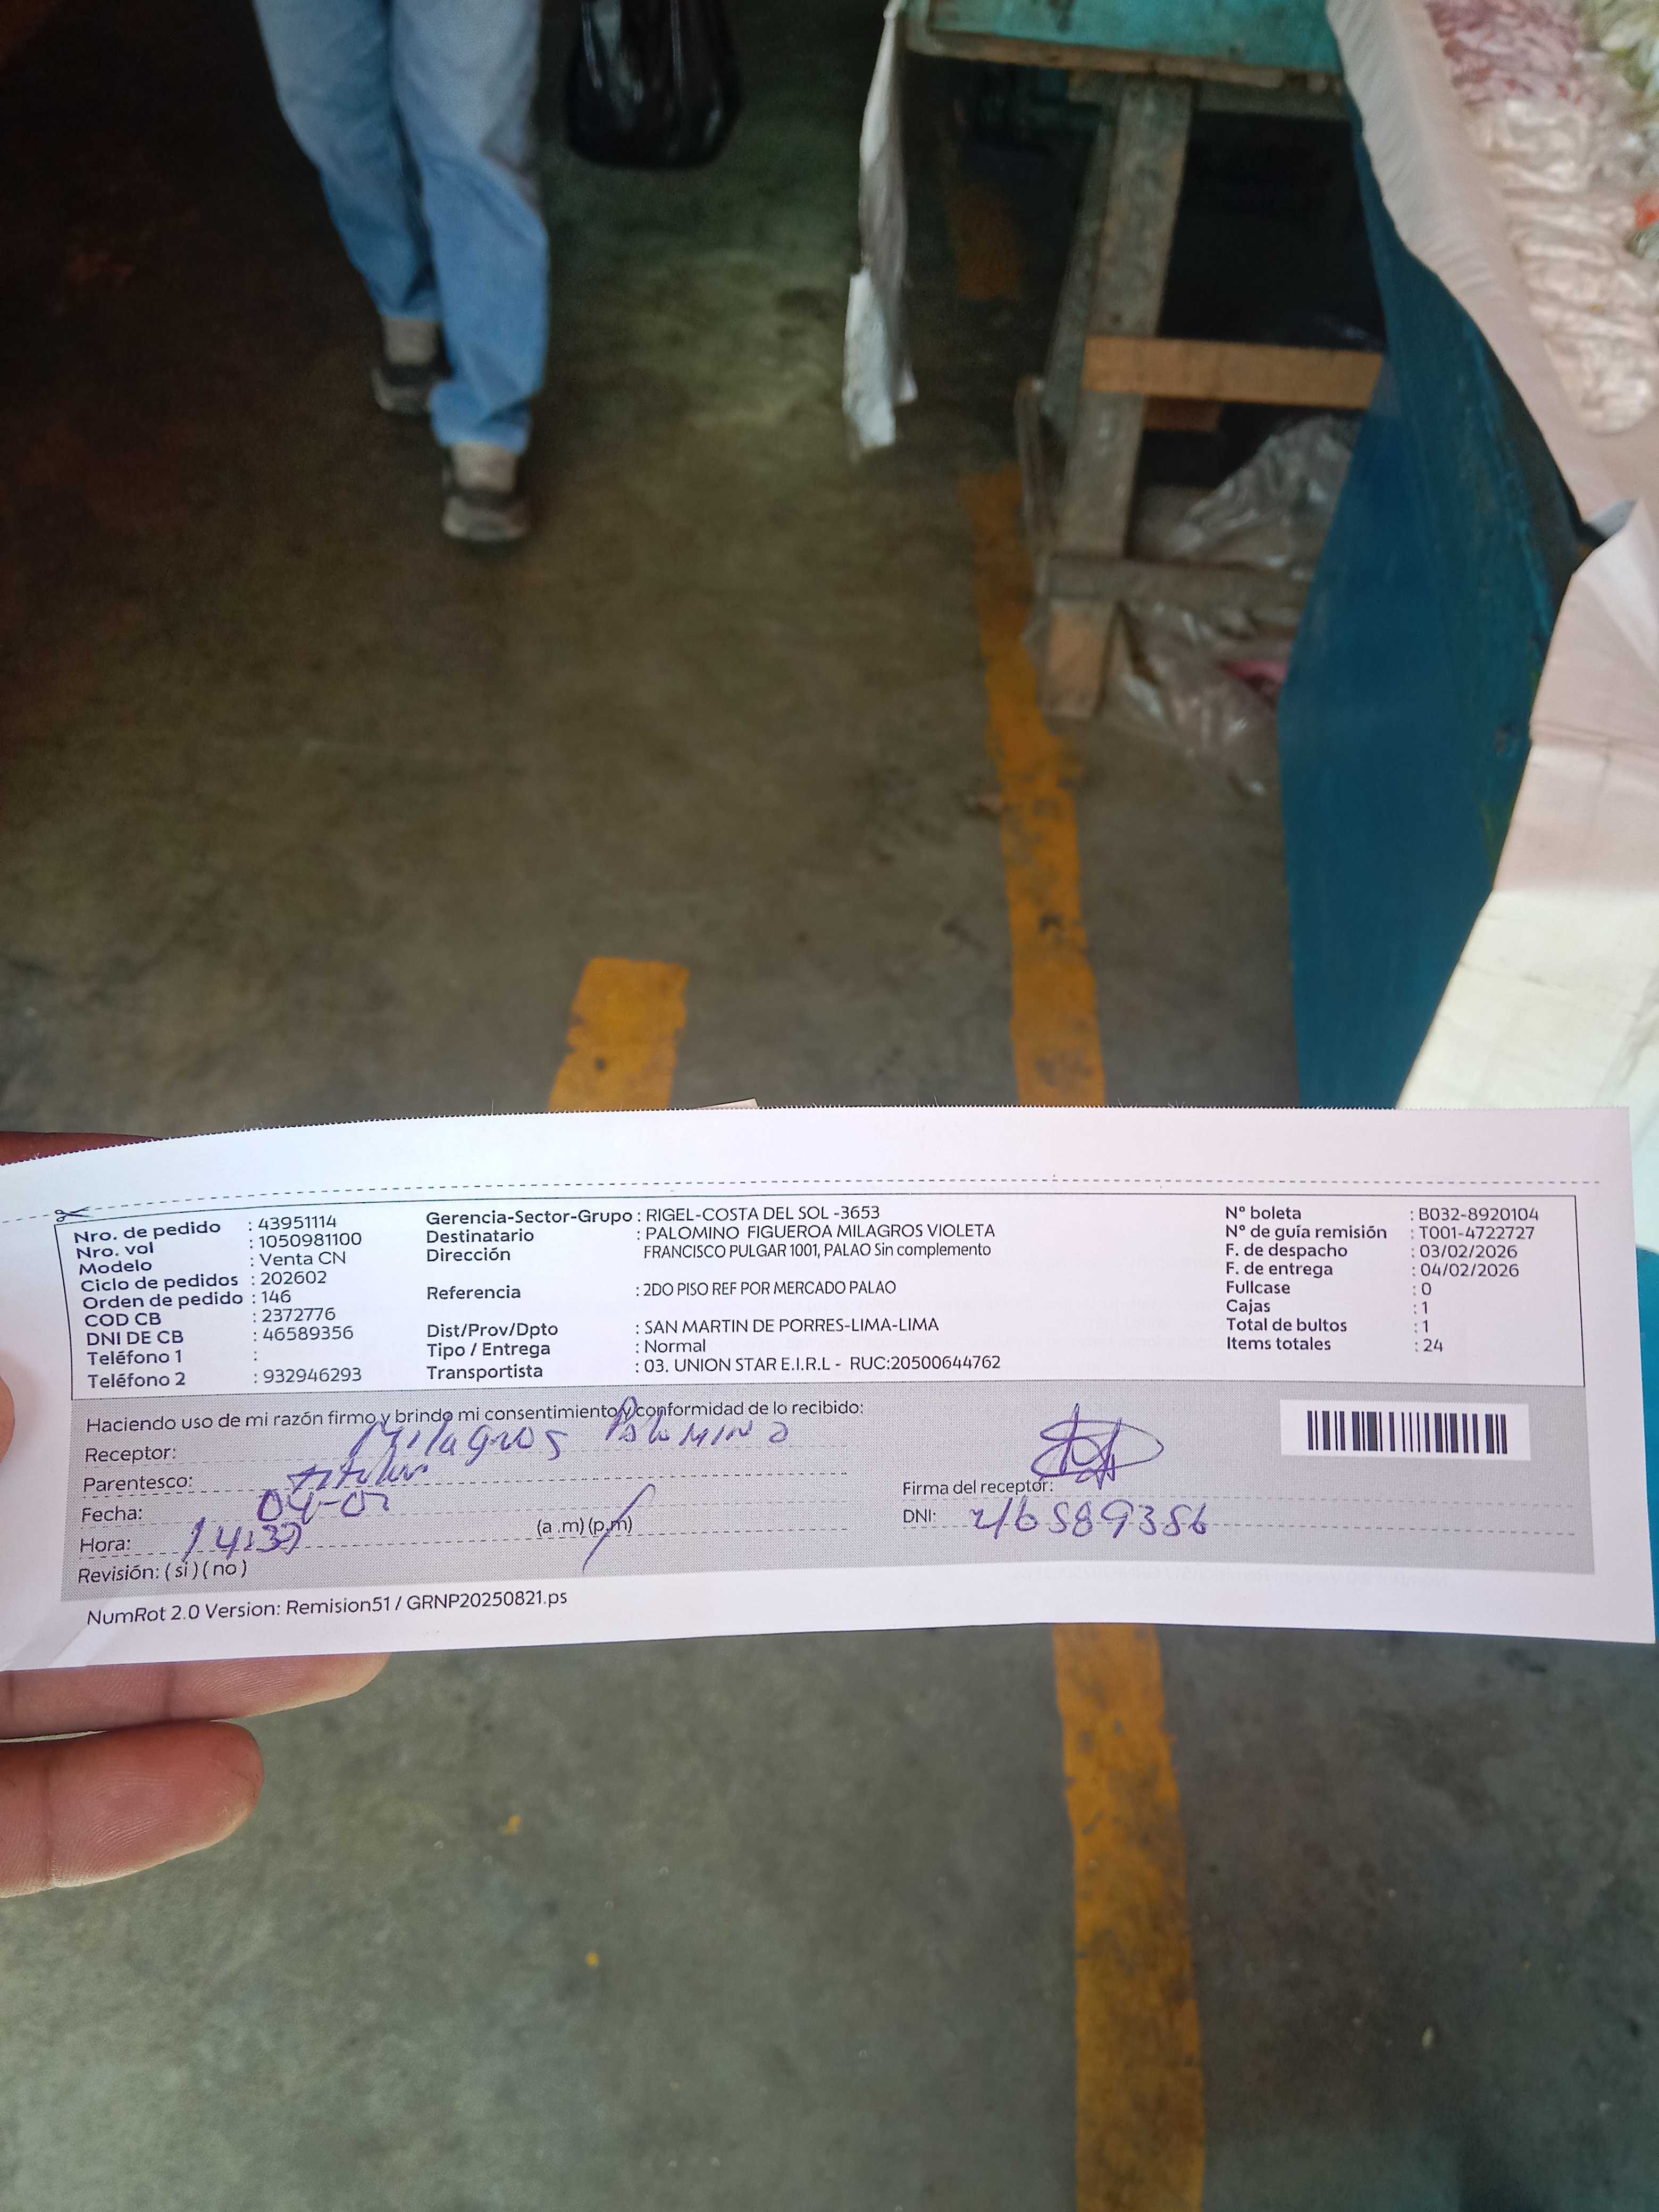 Nro. de pedido : 43951114
Nro. vol : 1050981100
Modelo : Venta CN
Ciclo de pedidos : 202602
Orden de pedido : 146
COD CB : 2372776
DNI DE CB : 46589356
Teléfono 1 :
Teléfono 2 : 932946293
Gerencia-Sector-Grupo : RIGEL-COSTA DEL SOL -3653
Destinatario : PALOMINO FIGUEROA MILAGROS VIOLETA
Dirección FRANCISCO PULGAR 1001, PALAO Sin complemento
Referencia : 2DO PISO REF POR MERCADO PALAO
Dist/Prov/Dpto : SAN MARTIN DE PORRES-LIMA-LIMA
Tipo / Entrega : Normal
Transportista : 03. UNION STAR E.I.R.L - RUC:20500644762
N° boleta : B032-8920104
N° de guía remisión : T001-4722727
F. de despacho : 03/02/2026
F. de entrega : 04/02/2026
Fullcase : 0
Cajas : 1
Total de bultos : 1
Items totales : 24
Haciendo uso de mi razón firmo y brindo mi consentimiento y conformidad de lo recibido:
Receptor: Milagros Palomino
Parentesco: titular
Fecha: 04-02
Hora: 14:37 (a .m) (p.m)
Revisión: ( si ) ( no )
Firma del receptor:
DNI: 46589356
NumRot 2.0 Version: Remision51 / GRNP20250821.ps